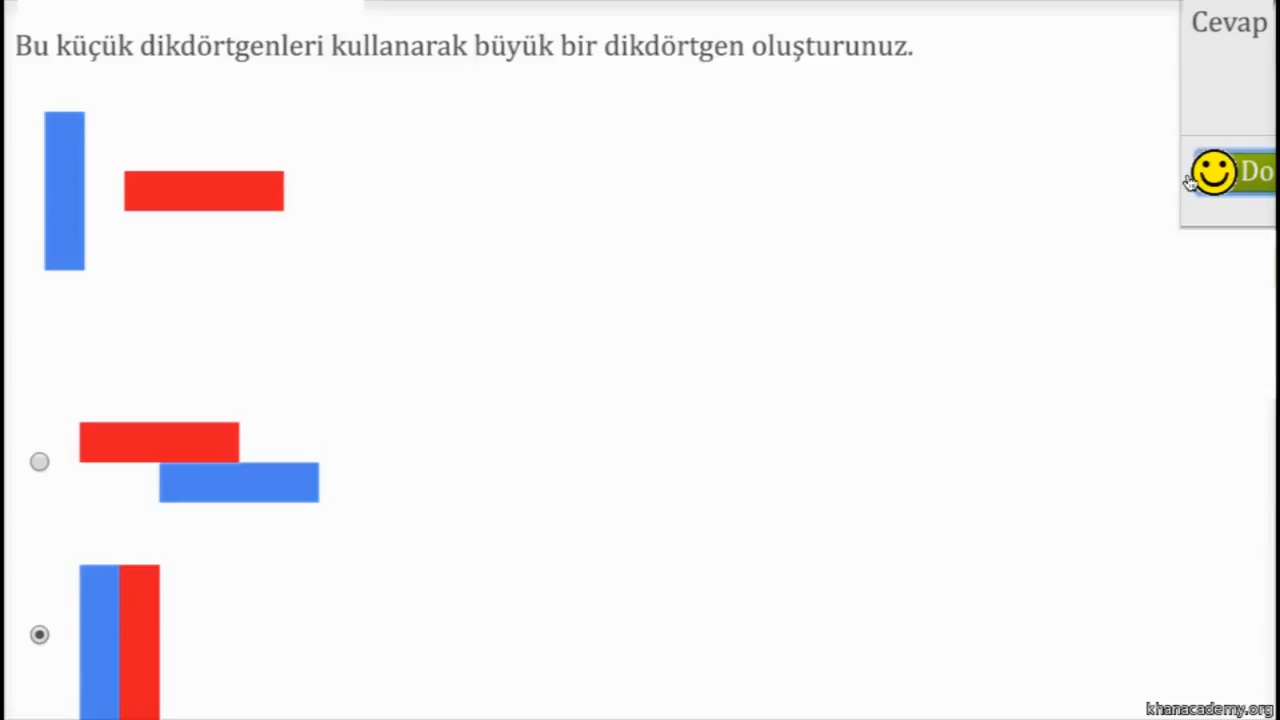 Bu küçük dikdörtgenleri kullanarak büyük bir dikdörtgen oluşturunuz.
Cevap
Do
khanacademy.org